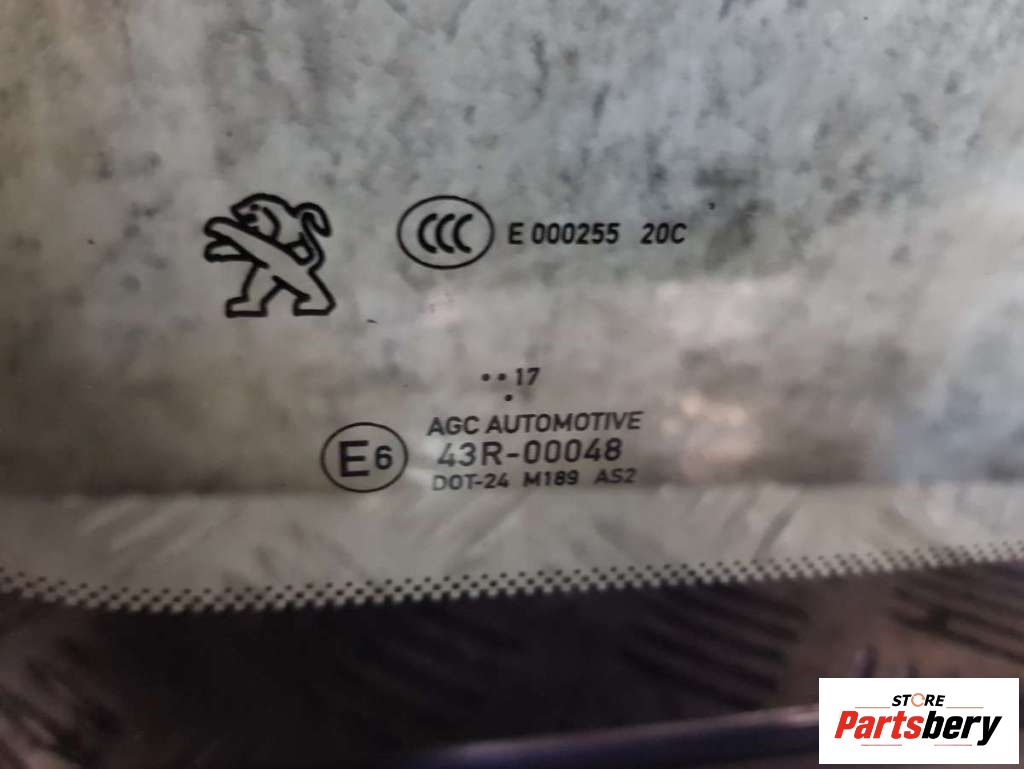 CCC E 000255 20C
••17
•
AGC AUTOMOTIVE
E6 43R-00048
DOT-24 M189 AS2
STORE
Partsbery